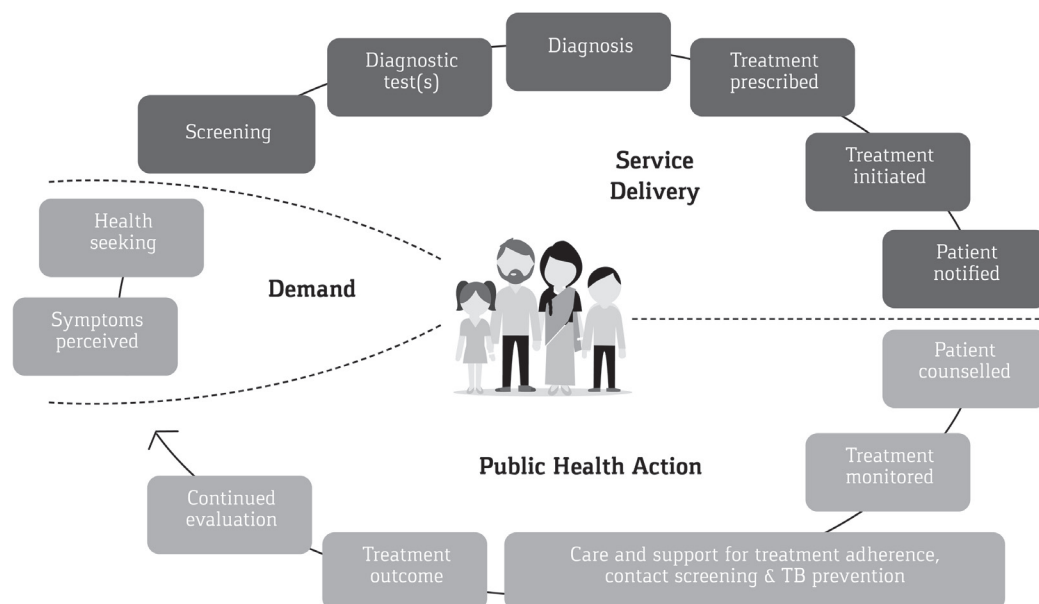 Diagnosis
Diagnostic
test(s)
Treatment
prescribed
Screening
Treatment
initiated
Service
Delivery
Health
seeking
Patient
notified
Demand
Symptoms
perceived
Patient
counselled
Public Health Action
Treatment
monitored
Continued
evaluation
Treatment
outcome
Care and support for treatment adherence,
contact screening & TB prevention